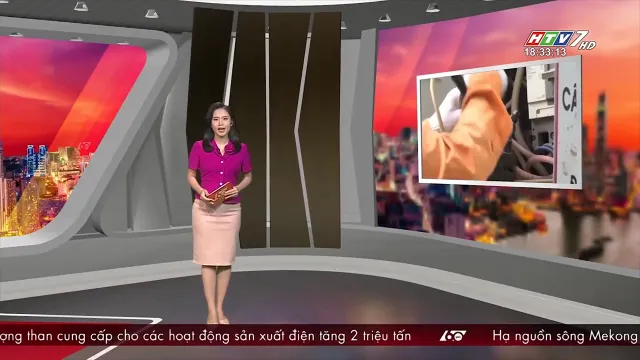 HTV7 HD
18:33:13
CẢ
ợng than cung cấp cho các hoạt động sản xuất điện tăng 2 triệu tấn 60 Hạ nguồn sông Mekong